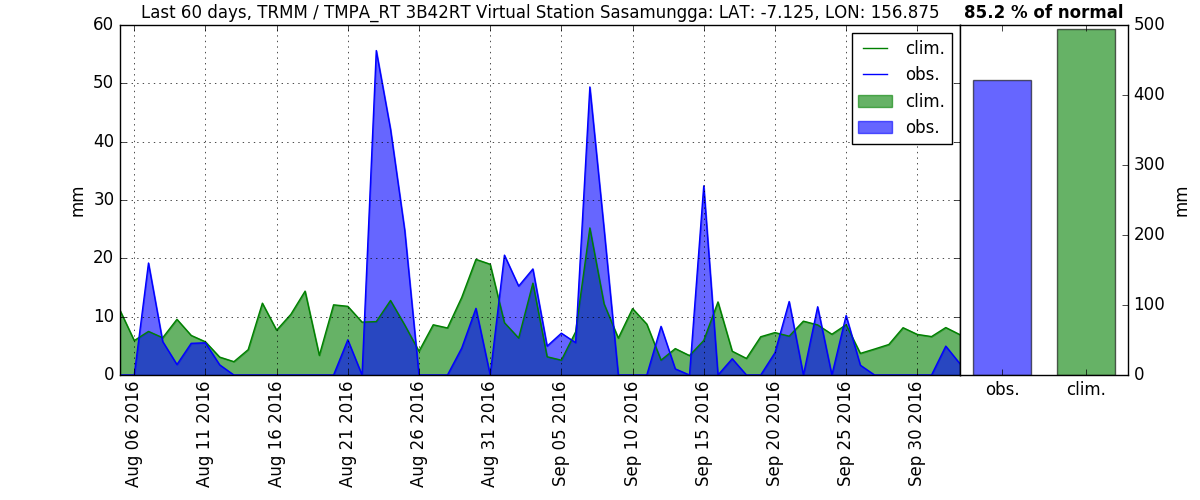 Last 60 days, TRMM / TMPA_RT 3B42RT Virtual Station Sasamungga: LAT: -7.125, LON: 156.875
85.2 % of normal
60
50
40
30
20
10
0
mm
clim.
obs.
clim.
obs.
500
400
300
200
100
0
mm
Aug 06 2016
Aug 11 2016
Aug 16 2016
Aug 21 2016
Aug 26 2016
Aug 31 2016
Sep 05 2016
Sep 10 2016
Sep 15 2016
Sep 20 2016
Sep 25 2016
Sep 30 2016
obs.
clim.